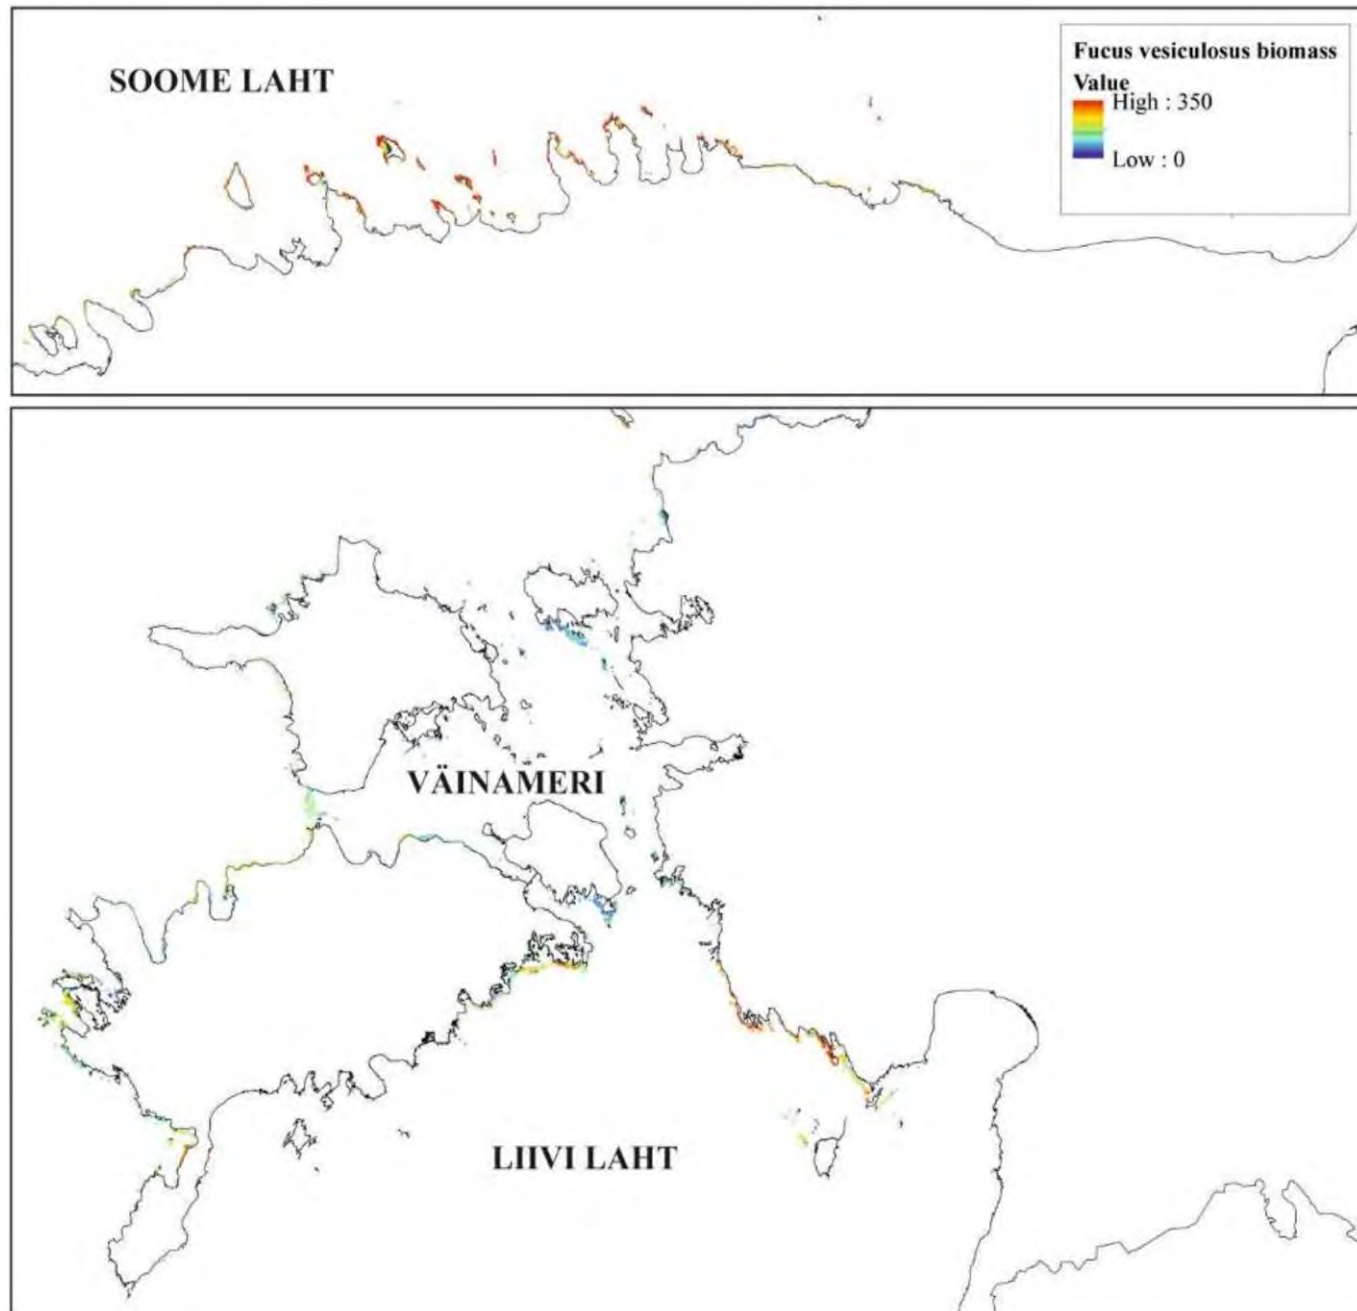 SOOME LAHT
Fucus vesiculosus biomass
Value
High : 350
Low : 0
VÄINAMERI
LIIVI LAHT